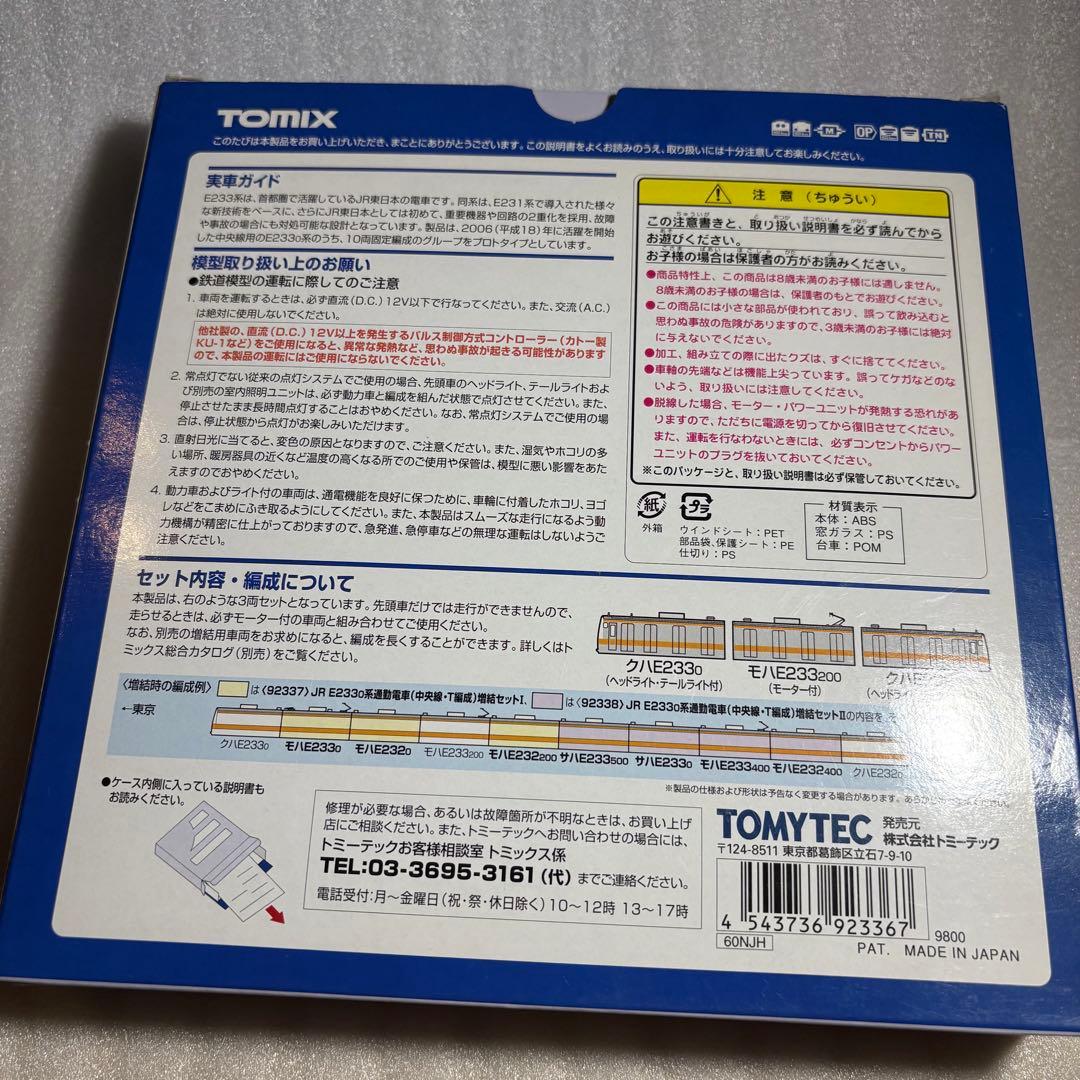 TOMIX
M OP TN
このたびは本製品をお買い上げいただき、まことにありがとうございます。この説明書をよくお読みのうえ、取り扱いには十分注意してお楽しみください。
実車ガイド
E233系は、首都圏で活躍しているJR東日本の電車です。同系は、E231系で導入された様々
な新技術をベースに、さらにJR東日本としては初めて、重要機器や回路の2重化を採用、故障
や事故の場合にも対処可能な設計となっています。製品は、2006(平成18)年に活躍を開始
した中央線用のE233₀系のうち、10両固定編成のグループをプロトタイプとしています。
模型取り扱い上のお願い
●鉄道模型の運転に際してのご注意
1. 車両を運転するときは、必ず直流(D.C.)12V以下で行なってください。また、交流(A.C.)
は絶対に使用しないでください。
他社製の、直流(D.C.)12V以上を発生するパルス制御方式コントローラー(カトー製
KU-1など)をご使用になると、異常な発熱など、思わぬ事故が起きる可能性があります
ので、本製品の運転にはご使用にならないでください。
2. 常点灯でない従来の点灯システムでご使用の場合、先頭車のヘッドライト、テールライトおよ
び別売の室内照明ユニットは、必ず動力車と編成を組んだ状態で点灯させてください。また、
停止させたまま長時間点灯することはおやめください。なお、常点灯システムでご使用の場合
は、停止状態から点灯がお楽しみいただけます。
3. 直射日光に当てると、変色の原因となりますので、ご注意ください。また、湿気やホコリの多
い場所、暖房器具の近くなど温度の高くなる所でのご使用や保管は、模型に悪い影響をあた
えますのでおやめください。
4. 動力車およびライト付の車両は、通電機能を良好に保つために、車輪に付着したホコリ、ヨゴ
レなどをこまめにふき取るようにしてください。また、本製品はスムーズな走行になるよう動
力機構が精密に仕上がっておりますので、急発進、急停車などの無理な運転はしないようご
注意ください。
注 意 (ちゅうい)
この注意書きと、取り扱い説明書を必ず読んでから
お遊びください。
お子様の場合は保護者の方がお読みください。
●商品特性上、この商品は8歳未満のお子様には適しません。
8歳未満のお子様の場合は、保護者のもとでお遊びください。
●この商品には小さな部品が使われており、誤って飲み込むと
思わぬ事故の危険がありますので、3歳未満のお子様には絶対
に与えないでください。
●加工、組み立ての際に出たクズは、すぐに捨ててください。
●車輪の先端などは機能上尖っています。誤ってケガなどのな
いよう、取り扱いには注意してください。
●脱線した場合、モーター・パワーユニットが発熱する恐れがあ
りますので、ただちに電源を切ってから復旧させてください。
また、運転を行なわないときには、必ずコンセントからパワー
ユニットのプラグを抜いておいてください。
※このパッケージと、取り扱い説明書は必ず保管しておいてください。
紙
外箱
プラ
ウインドシート：PET
部品袋、保護シート：PE
仕切り：PS
材質表示
本体：ABS
窓ガラス：PS
台車：POM
セット内容・編成について
本製品は、右のような3両セットとなっています。先頭車だけでは走行ができませんので、
走らせるときは、必ずモーター付の車両と組み合わせてご使用ください。
なお、別売の増結用車両をお求めになると、編成を長くすることができます。詳しくはト
ミックス総合カタログ(別売)をご覧ください。
クハE233₀
(ヘッドライト・テールライト付)
モハE233₂₀₀
(モーター付)
クハE
(ヘッドラ
〈増結時の編成例〉 は〈92337〉JR E233₀系通勤電車(中央線・T編成)増結セットⅠ、 は〈92338〉JR E233₀系通勤電車(中央線・T編成)増結セットⅡの内容を、
←東京
クハE233₀ モハE233₀ モハE232₀ モハE233₂₀₀ モハE232₂₀₀ サハE233₅₀₀ サハE233₀ モハE233₄₀₀ モハE232₄₀₀ クハE232₀
※製品の仕様および形状は予告なく変更する場合があります。
●ケース内側に入っている説明書も
お読みください。
修理が必要な場合、あるいは故障箇所が不明なときは、お買い上げ
店にご相談ください。また、トミーテックへお問い合わせの場合には、
トミーテックお客様相談室 トミックス係
TEL:03-3695-3161(代) までご連絡ください。
電話受付：月～金曜日(祝・祭・休日除く)10～12時 13～17時
TOMYTEC 発売元
株式会社トミーテック
〒124-8511 東京都葛飾区立石7-9-10
4 543736 923367
60NJH
9800
PAT. MADE IN JAPAN